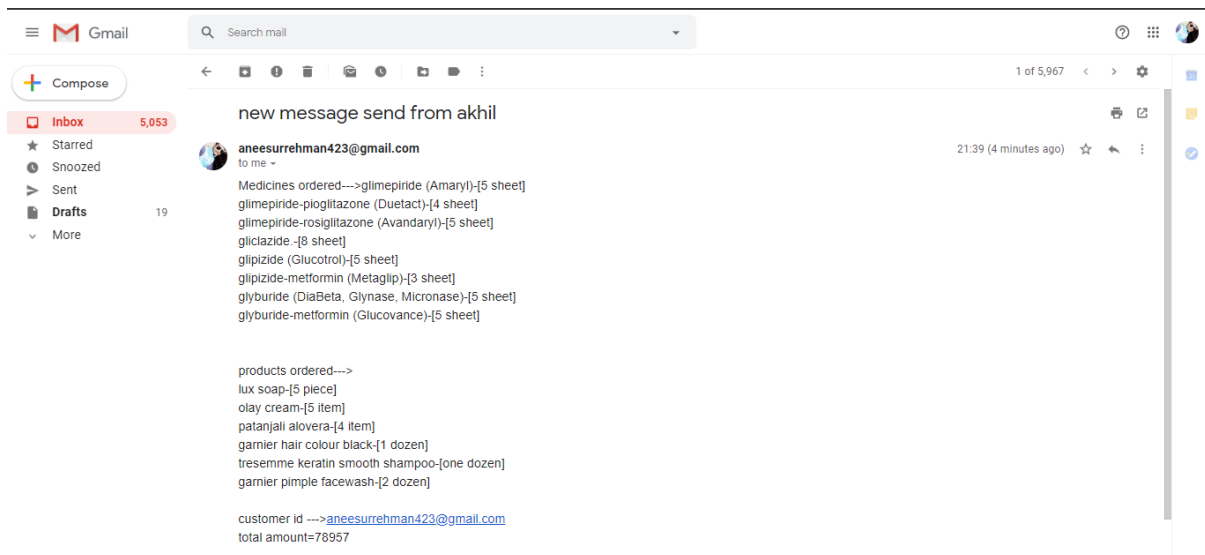 Gmail
Search mail
Compose
1 of 5,967
Inbox 5,053
Starred
Snoozed
Sent
Drafts 19
More
new message send from akhil
aneesurrehman423@gmail.com
21:39 (4 minutes ago)
to me
Medicines ordered--->glimepiride (Amaryl)-[5 sheet]
glimepiride-pioglitazone (Duetact)-[4 sheet]
glimepiride-rosiglitazone (Avandaryl)-[5 sheet]
gliclazide.-[8 sheet]
glipizide (Glucotrol)-[5 sheet]
glipizide-metformin (Metaglip)-[3 sheet]
glyburide (DiaBeta, Glynase, Micronase)-[5 sheet]
glyburide-metformin (Glucovance)-[5 sheet]
products ordered--->
lux soap-[5 piece]
olay cream-[5 item]
patanjali alovera-[4 item]
garnier hair colour black-[1 dozen]
tresemme keratin smooth shampoo-[one dozen]
garnier pimple facewash-[2 dozen]
customer id --->aneesurrehman423@gmail.com
total amount=78957